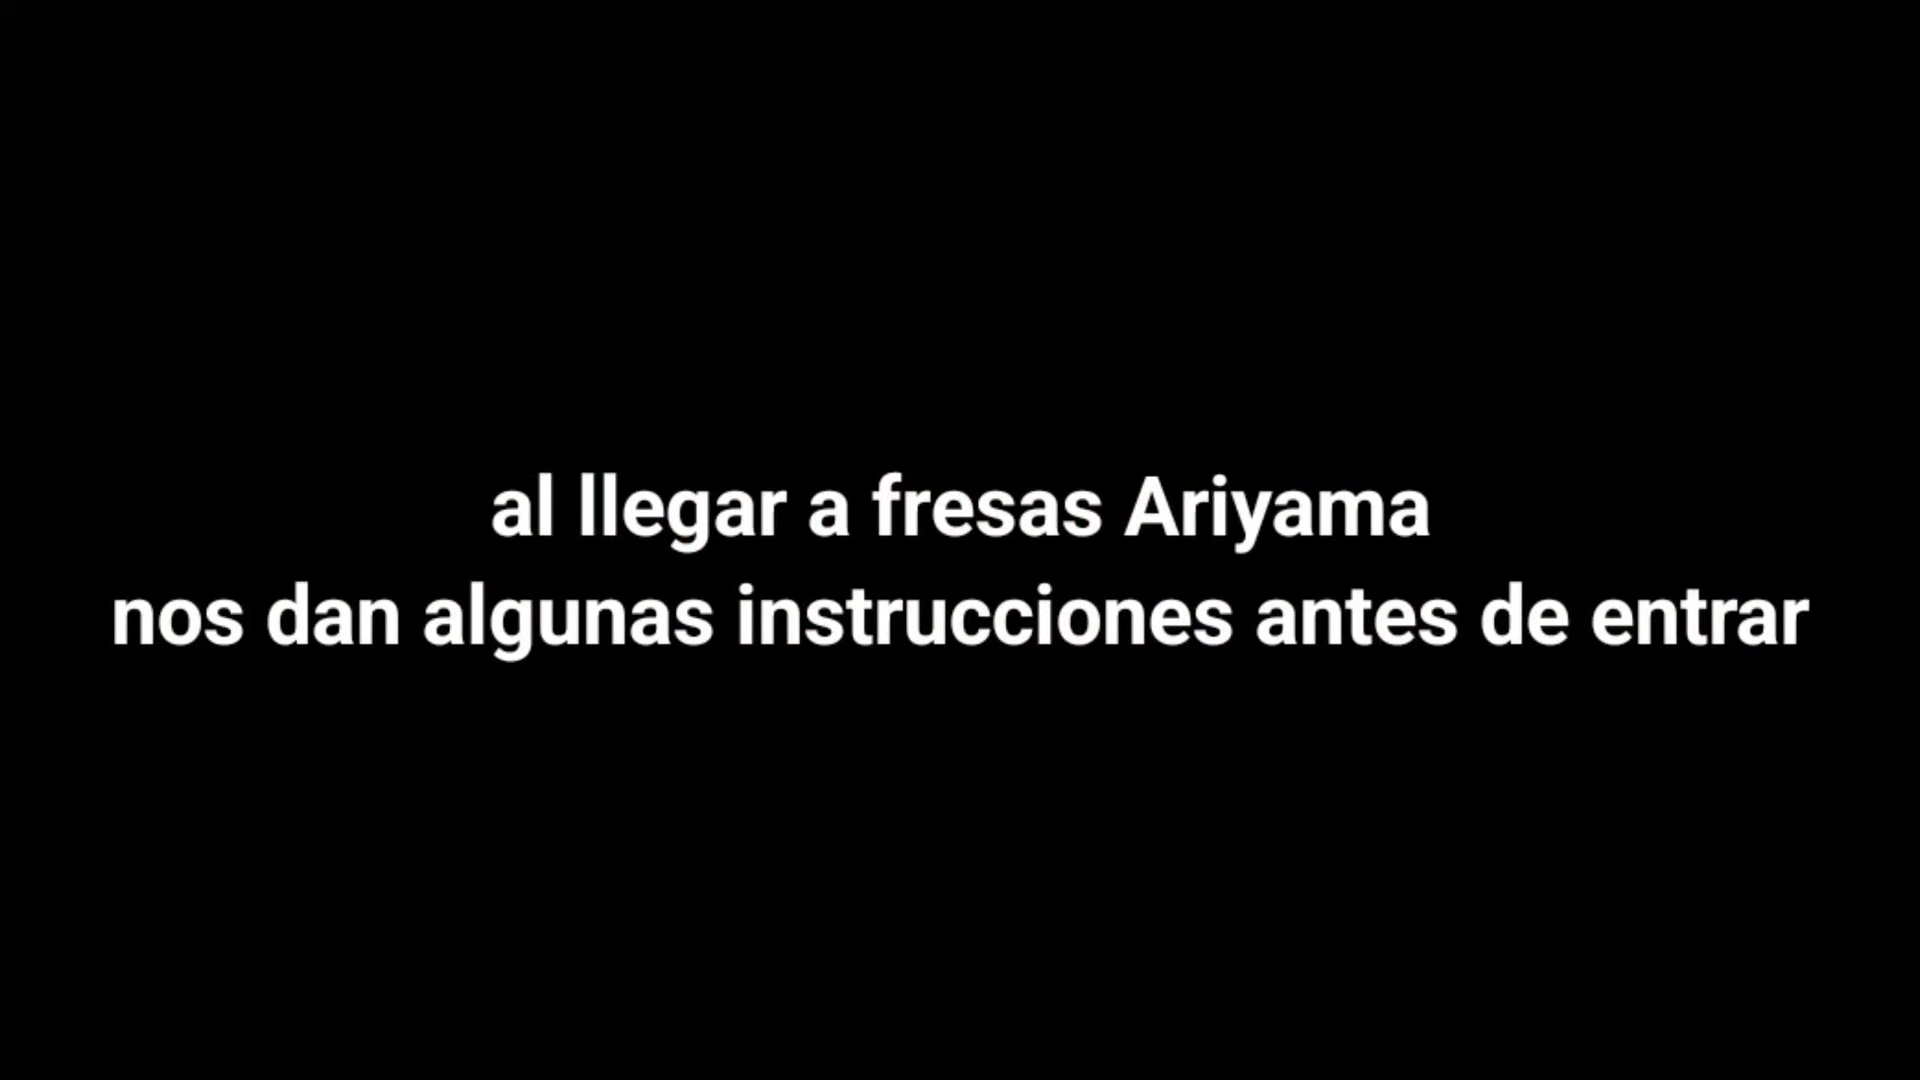 al llegar a fresas Ariyama
nos dan algunas instrucciones antes de entrar